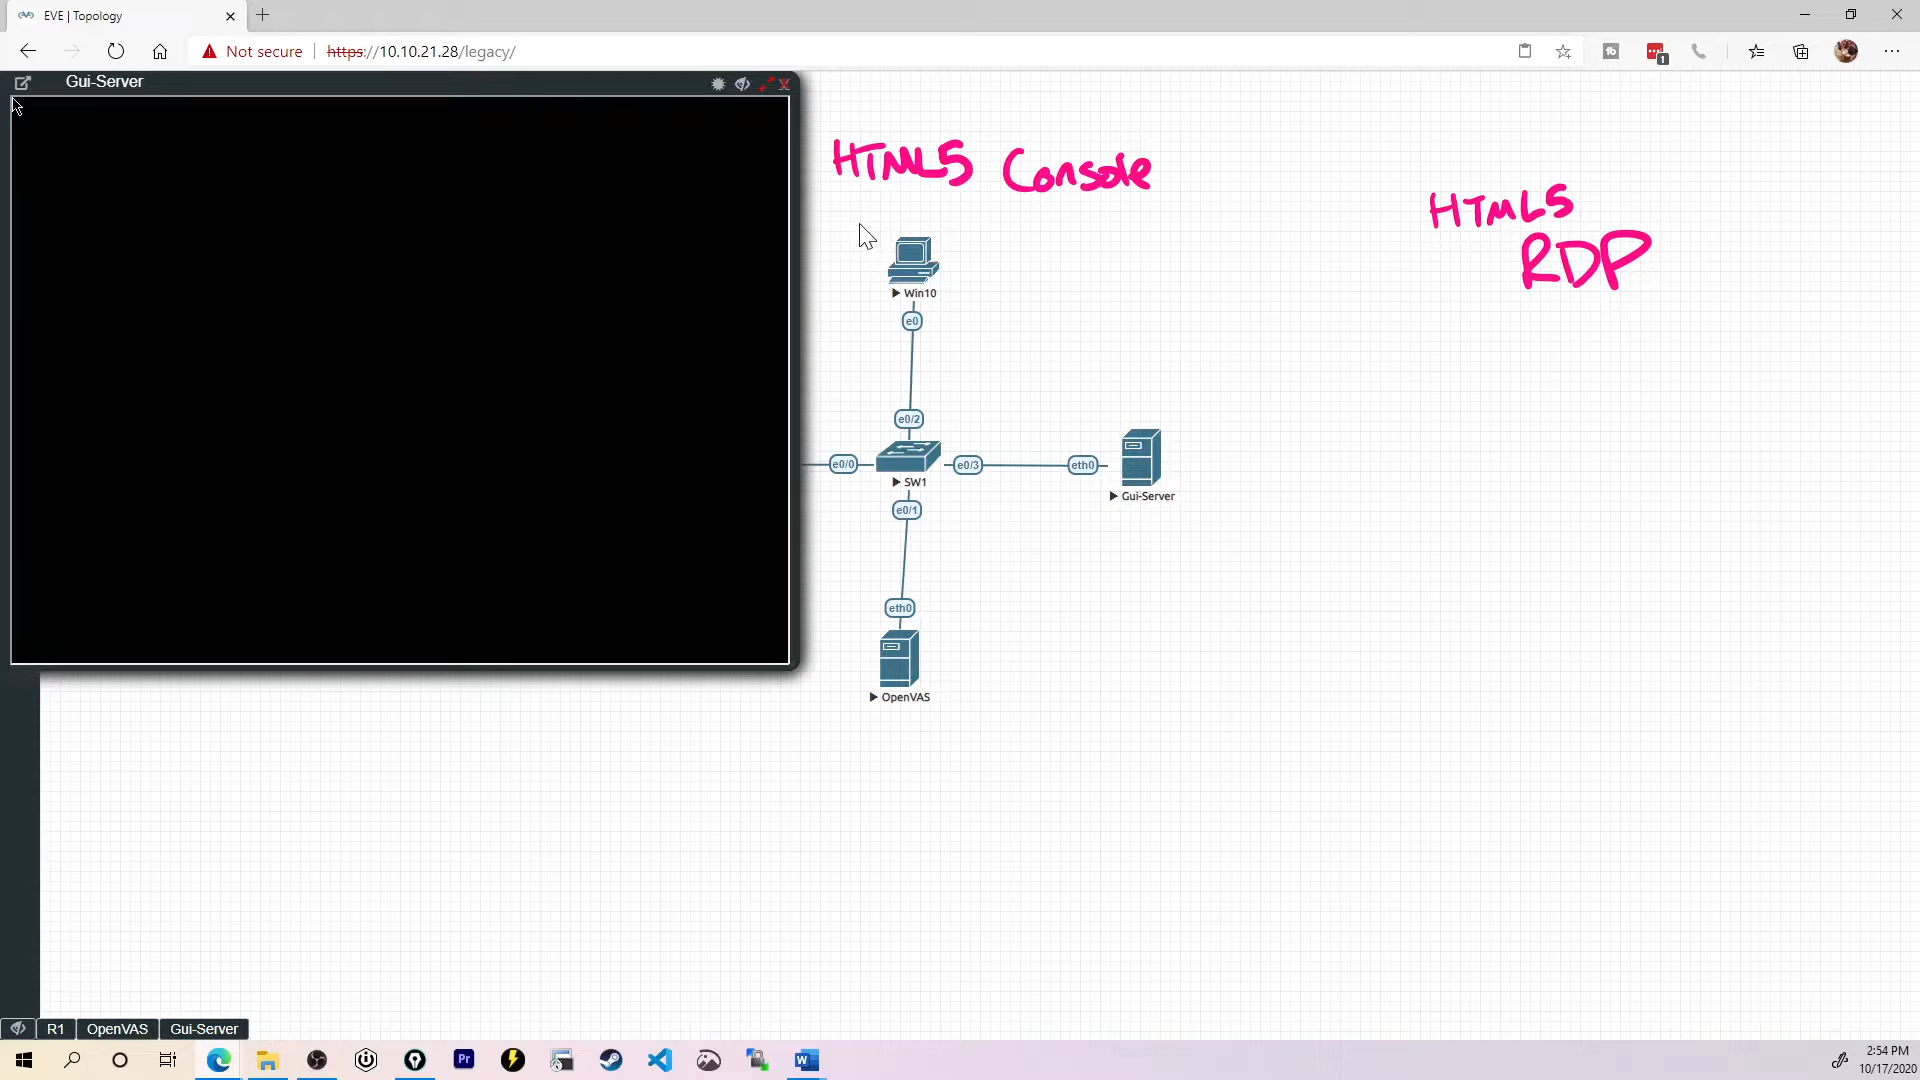 EVE | Topology
Not secure
https://10.10.21.28/legacy/
1
Gui-Server
HTML5 Console
HTML5
RDP
Win10
e0
e0/2
e0/0
e0/3
eth0
SW1
Gui-Server
e0/1
eth0
OpenVAS
R1
OpenVAS
Gui-Server
Pr
W
2:54 PM
10/17/2020